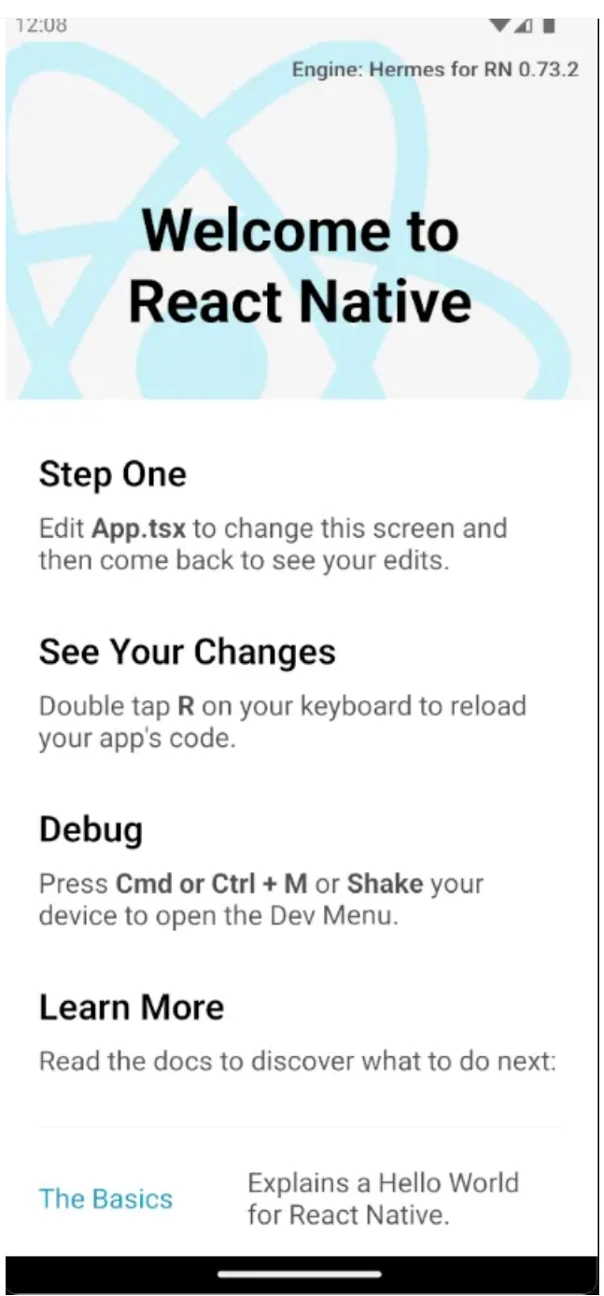 12:08
Engine: Hermes for RN 0.73.2
Welcome to
React Native
Step One
Edit App.tsx to change this screen and
then come back to see your edits.
See Your Changes
Double tap R on your keyboard to reload
your app's code.
Debug
Press Cmd or Ctrl + M or Shake your
device to open the Dev Menu.
Learn More
Read the docs to discover what to do next:
The Basics
Explains a Hello World
for React Native.